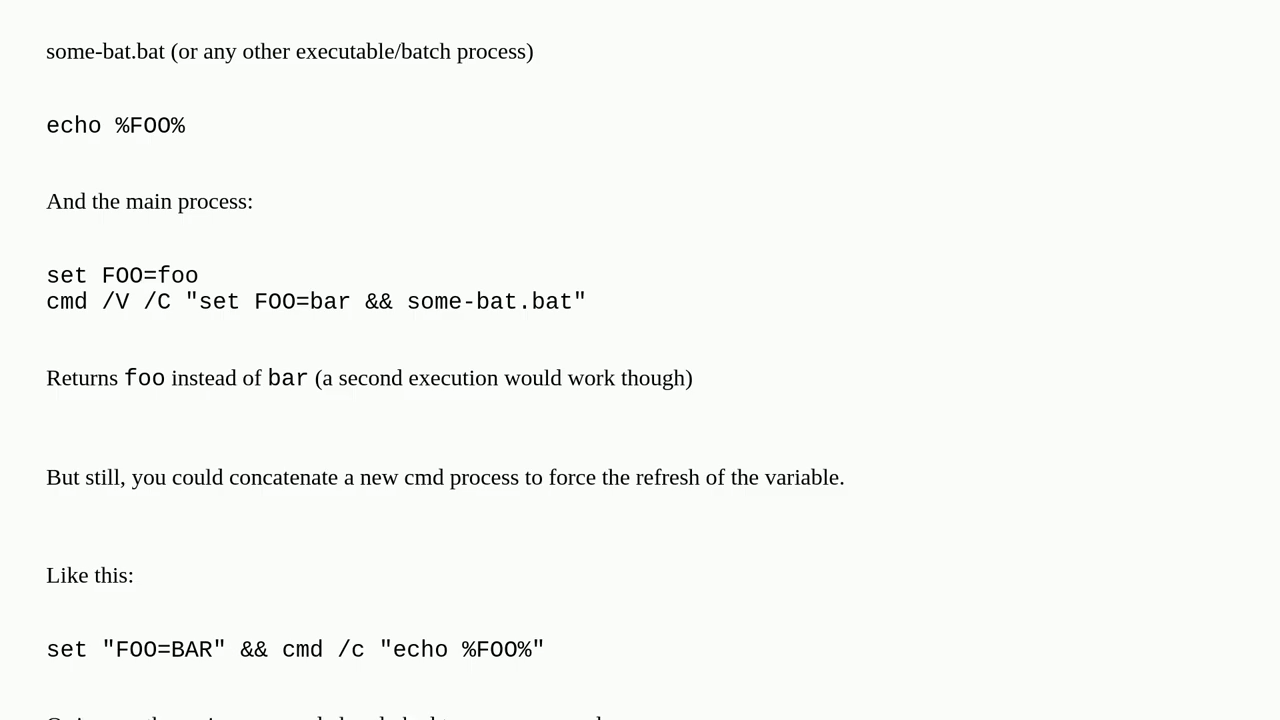 some-bat.bat (or any other executable/batch process)
echo %FOO%
And the main process:
set FOO=foo
cmd /V /C "set FOO=bar && some-bat.bat"
Returns foo instead of bar (a second execution would work though)
But still, you could concatenate a new cmd process to force the refresh of the variable.
Like this:
set "FOO=BAR" && cmd /c "echo %FOO%"